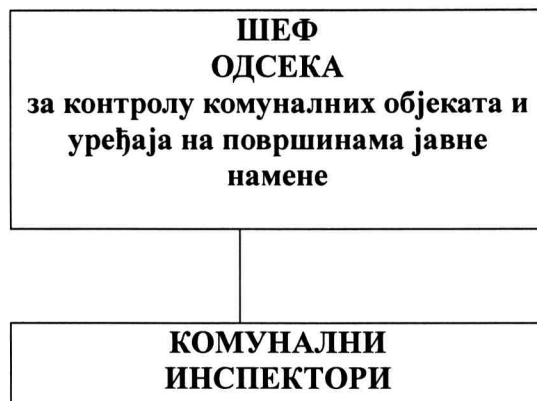 ШЕФ
ОДСЕКА
за контролу комуналних објеката и
уређаја на површинама јавне
намене
КОМУНАЛНИ
ИНСПЕКТОРИ